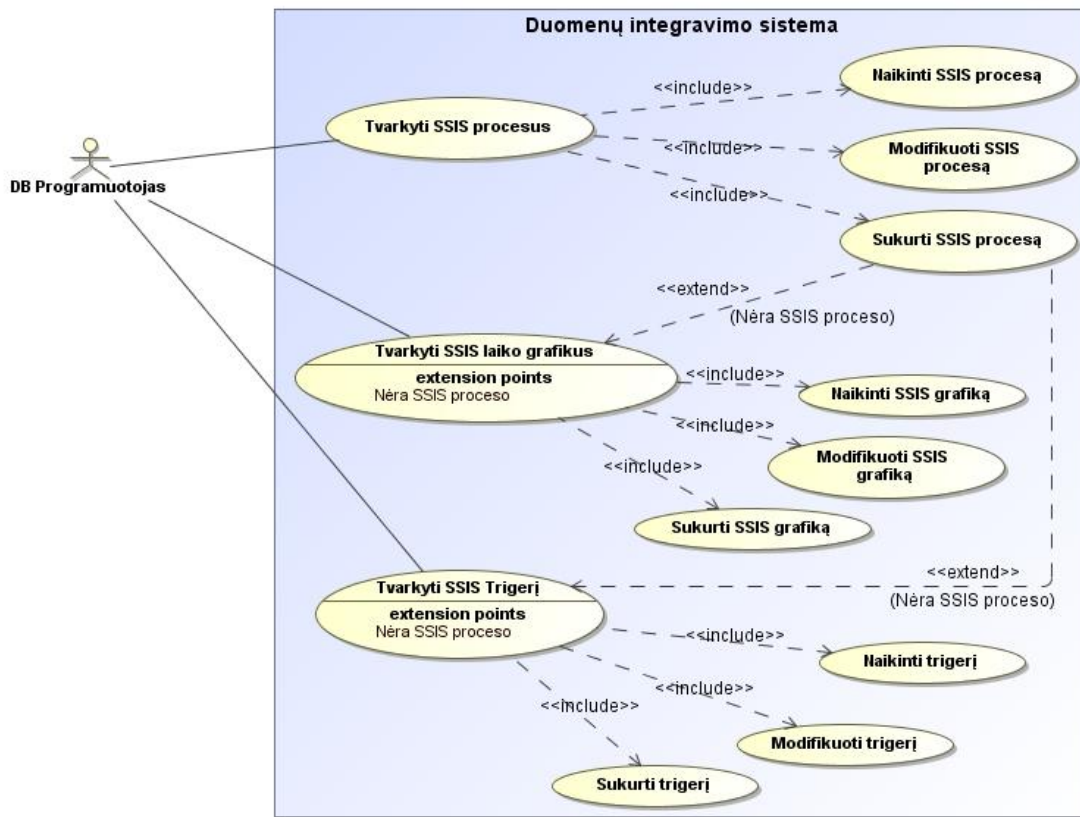 Duomenų integravimo sistema
Naikinti SSIS procesą
<<include>>
Tvarkyti SSIS procesus
<<include>>
Modifikuoti SSIS
procesą
DB Programuotojas
<<include>>
Sukurti SSIS procesą
<<extend>>
(Nėra SSIS proceso)
Tvarkyti SSIS laiko grafikus
extension points
Nėra SSIS proceso
<<include>>
Naikinti SSIS grafiką
<<include>>
Modifikuoti SSIS
grafiką
<<include>>
Sukurti SSIS grafiką
<<extend>>
(Nėra SSIS proceso)
Tvarkyti SSIS Trigerį
extension points
Nėra SSIS proceso
<<include>>
Naikinti trigerį
<<include>>
Modifikuoti trigerį
<<include>>
Sukurti trigerį